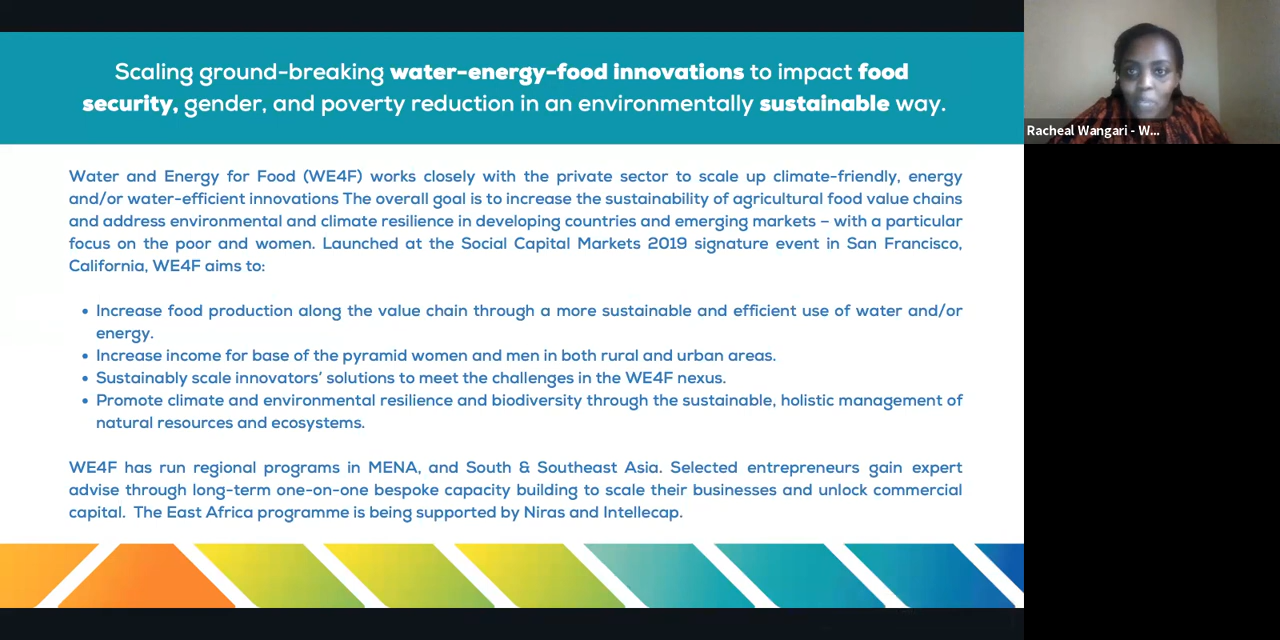 Scaling ground-breaking water-energy-food innovations to impact food
security, gender, and poverty reduction in an environmentally sustainable way.
Racheal Wangari - W...
Water and Energy for Food (WE4F) works closely with the private sector to scale up climate-friendly, energy
and/or water-efficient innovations The overall goal is to increase the sustainability of agricultural food value chains
and address environmental and climate resilience in developing countries and emerging markets – with a particular
focus on the poor and women. Launched at the Social Capital Markets 2019 signature event in San Francisco,
California, WE4F aims to:
• Increase food production along the value chain through a more sustainable and efficient use of water and/or
energy.
• Increase income for base of the pyramid women and men in both rural and urban areas.
• Sustainably scale innovators’ solutions to meet the challenges in the WE4F nexus.
• Promote climate and environmental resilience and biodiversity through the sustainable, holistic management of
natural resources and ecosystems.
WE4F has run regional programs in MENA, and South & Southeast Asia. Selected entrepreneurs gain expert
advise through long-term one-on-one bespoke capacity building to scale their businesses and unlock commercial
capital. The East Africa programme is being supported by Niras and Intellecap.